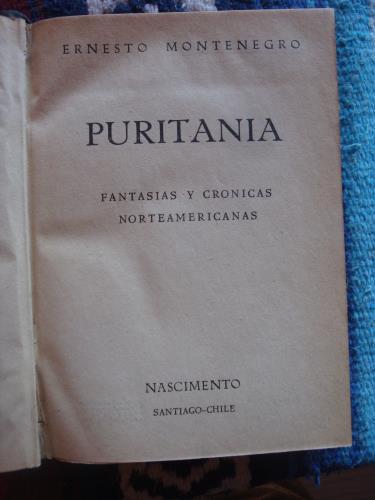 ERNESTO MONTENEGRO
PURITANIA
FANTASIAS Y CRONICAS
NORTEAMERICANAS
NASCIMENTO
SANTIAGO-CHILE